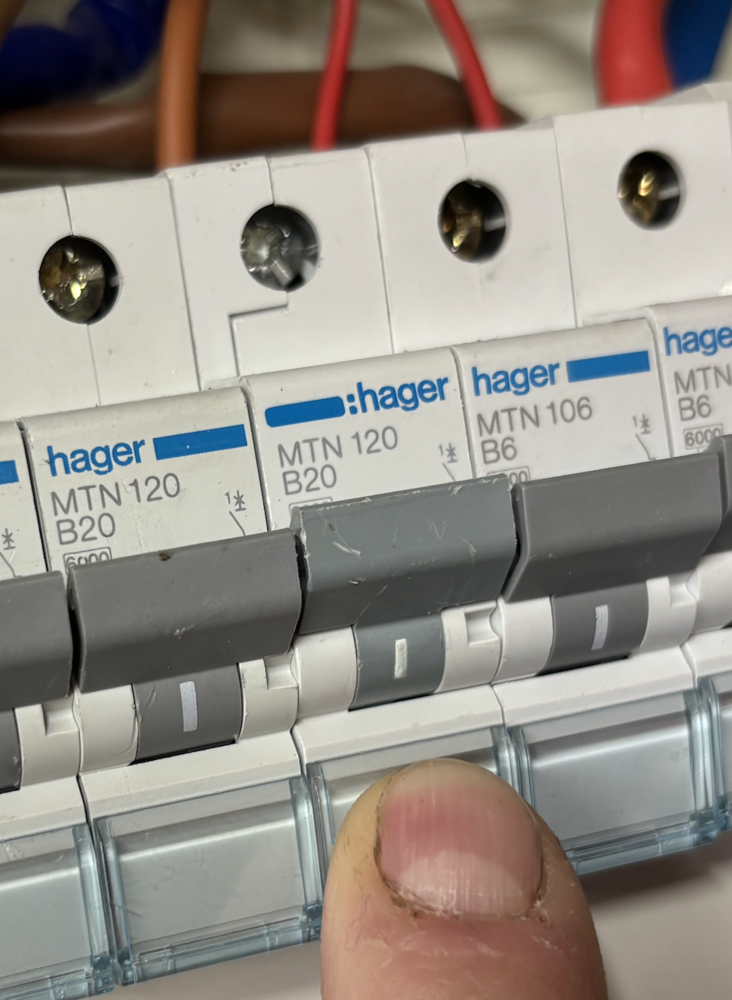 hager
MTN 120
B20
6000
:hager
MTN 120
B20
hager
MTN 106
B6
hage
MTN
B6
6000